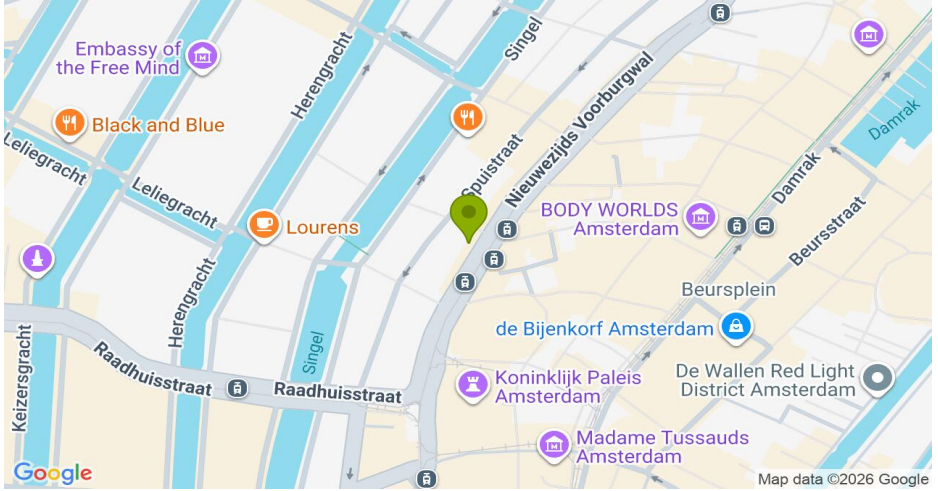 Embassy of
the Free Mind
Herengracht
Singel
Nieuwezijds Voorburgwal
Damrak
Black and Blue
Leliegracht
Leliegracht
Spuistraat
Damrak
Lourens
BODY WORLDS
Amsterdam
Beursstraat
Herengracht
Beursplein
Keizersgracht
Singel
de Bijenkorf Amsterdam
Raadhuisstraat
Raadhuisstraat
Koninklijk Paleis
Amsterdam
De Wallen Red Light
District Amsterdam
Madame Tussauds
Amsterdam
Google
Map data ©2026 Google